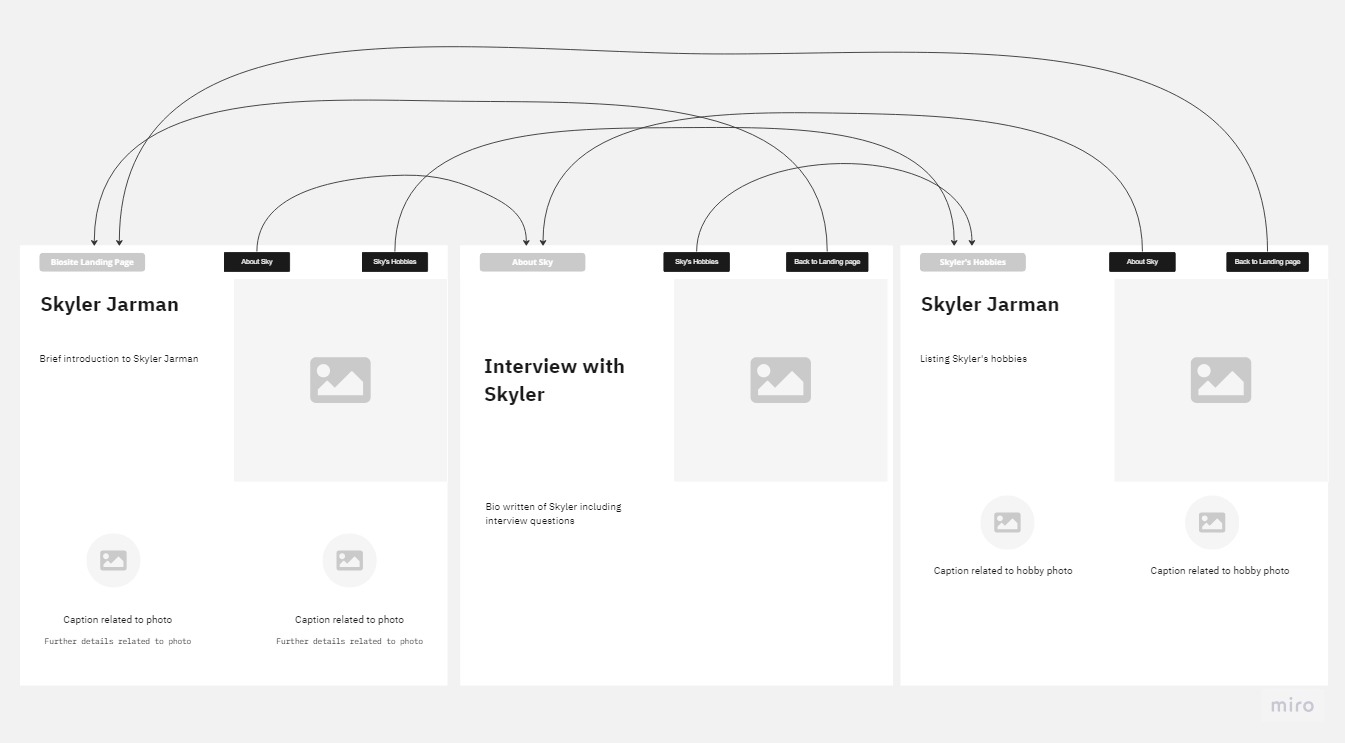 Biosite Landing Page
About Sky
Sky's Hobbies
Skyler Jarman
Brief introduction to Skyler Jarman
Caption related to photo
Further details related to photo
Caption related to photo
Further details related to photo
About Sky
Sky's Hobbies
Back to Landing page
Interview with
Skyler
Bio written of Skyler including
interview questions
Skyler's Hobbies
About Sky
Back to Landing page
Skyler Jarman
Listing Skyler's hobbies
Caption related to hobby photo
Caption related to hobby photo
miro